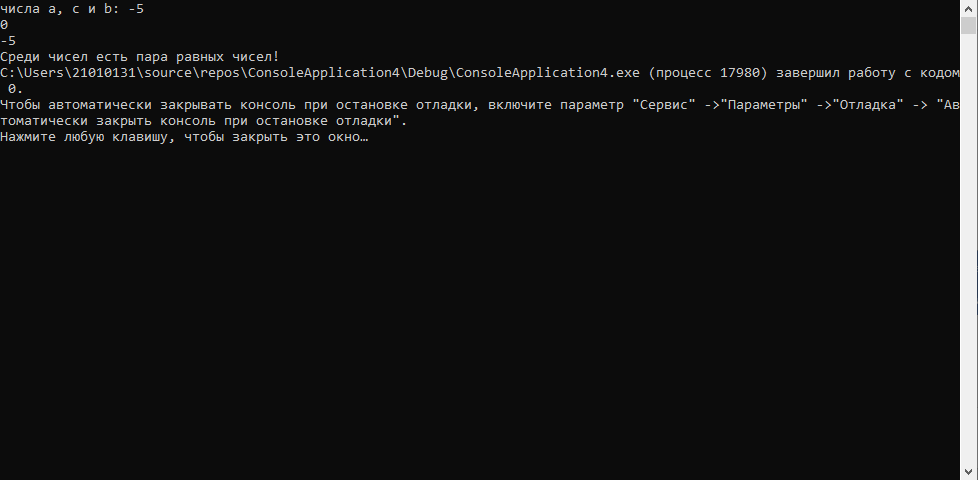 числа a, c и b: -5
0
-5
Среди чисел есть пара равных чисел!
C:\Users\21010131\source\repos\ConsoleApplication4\Debug\ConsoleApplication4.exe (процесс 17980) завершил работу с кодом
 0.
Чтобы автоматически закрывать консоль при остановке отладки, включите параметр "Сервис" ->"Параметры" ->"Отладка" -> "Ав
томатически закрыть консоль при остановке отладки".
Нажмите любую клавишу, чтобы закрыть это окно…